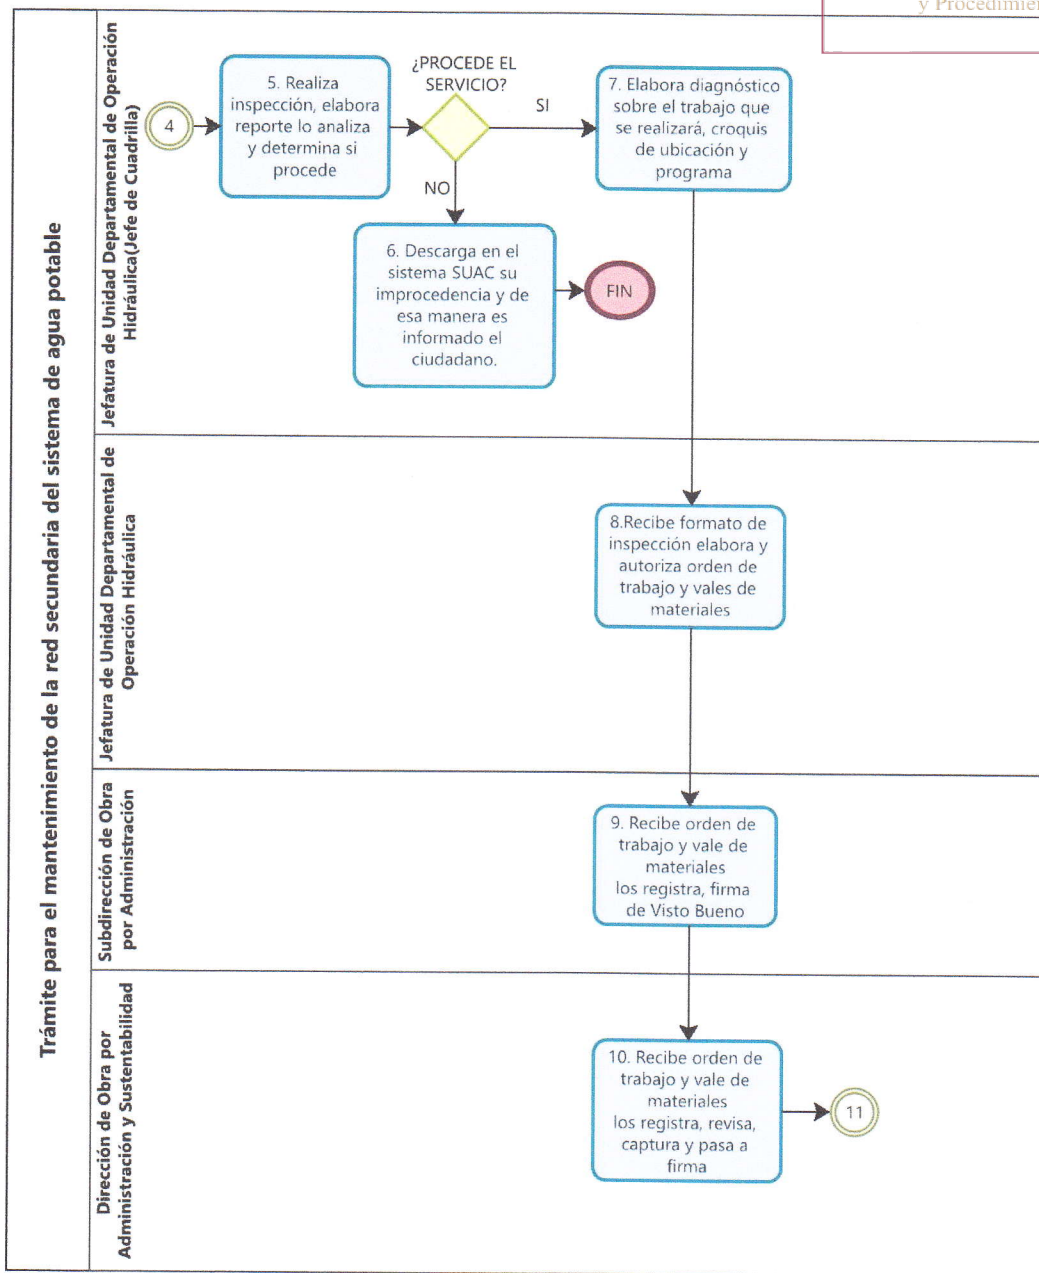 y Procedimien
Trámite para el mantenimiento de la red secundaria del sistema de agua potable
Jefatura de Unidad Departamental de Operación
Hidráulica(Jefe de Cuadrilla)
4
5. Realiza
inspección, elabora
reporte lo analiza
y determina si
procede
¿PROCEDE EL
SERVICIO?
SI
NO
7. Elabora diagnóstico
sobre el trabajo que
se realizará, croquis
de ubicación y
programa
6. Descarga en el
sistema SUAC su
improcedencia y de
esa manera es
informado el
ciudadano.
FIN
Jefatura de Unidad Departamental de
Operación Hidráulica
8.Recibe formato de
inspección elabora y
autoriza orden de
trabajo y vales de
materiales
Subdirección de Obra
por Administración
9. Recibe orden de
trabajo y vale de
materiales
los registra, firma
de Visto Bueno
Dirección de Obra por
Administración y Sustentabilidad
10. Recibe orden de
trabajo y vale de
materiales
los registra, revisa,
captura y pasa a
firma
11